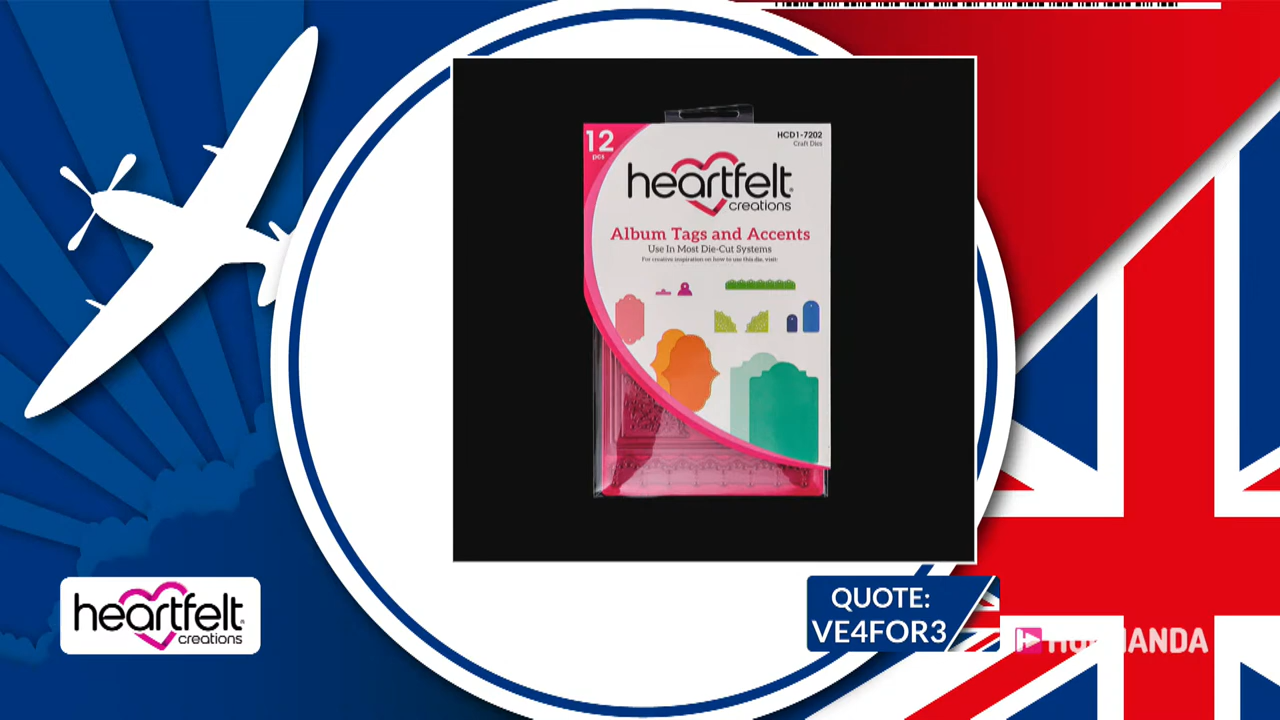 12
pcs
HCD1-7202
Craft Dies
heartfelt
creations
Album Tags and Accents
Use In Most Die-Cut Systems
For creative inspiration on how to use this die, visit:
heartfelt
creations
QUOTE:
VE4FOR3